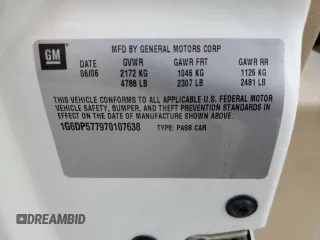 GM
MFD BY GENERAL MOTORS CORP
DATE GVWR GAWR FRT GAWR RR
06/06 2172 KG 1046 KG 1126 KG
4788 LB 2307 LB 2481 LB
THIS VEHICLE CONFORMS TO ALL APPLICABLE U.S. FEDERAL MOTOR
VEHICLE SAFETY, BUMPER, AND THEFT PREVENTION STANDARDS IN
EFFECT ON THE DATE OF MANUFACTURE SHOWN ABOVE.
1G6DP577970107638 TYPE: PASS CAR
DREAMBID